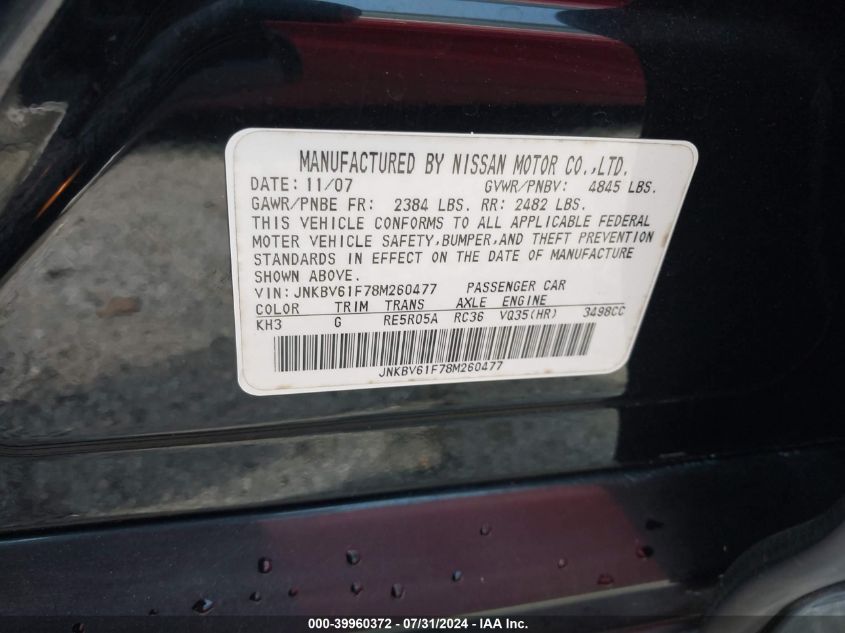 MANUFACTURED BY NISSAN MOTOR CO.,LTD.
DATE: 11/07 GVWR/PNBV: 4845 LBS.
GAWR/PNBE FR: 2384 LBS. RR: 2482 LBS.
THIS VEHICLE CONFORMS TO ALL APPLICABLE FEDERAL
MOTER VEHICLE SAFETY,BUMPER,AND THEFT PREVENTION
STANDARDS IN EFFECT ON THE DATE OF MANUFACTURE
SHOWN ABOVE.
VIN:JNKBV61F78M260477 PASSENGER CAR
COLOR TRIM TRANS AXLE ENGINE
KH3 G RE5R05A RC36 VQ35(HR) 3498CC
JNKBV61F78M260477
000-39960372 - 07/31/2024 - IAA Inc.